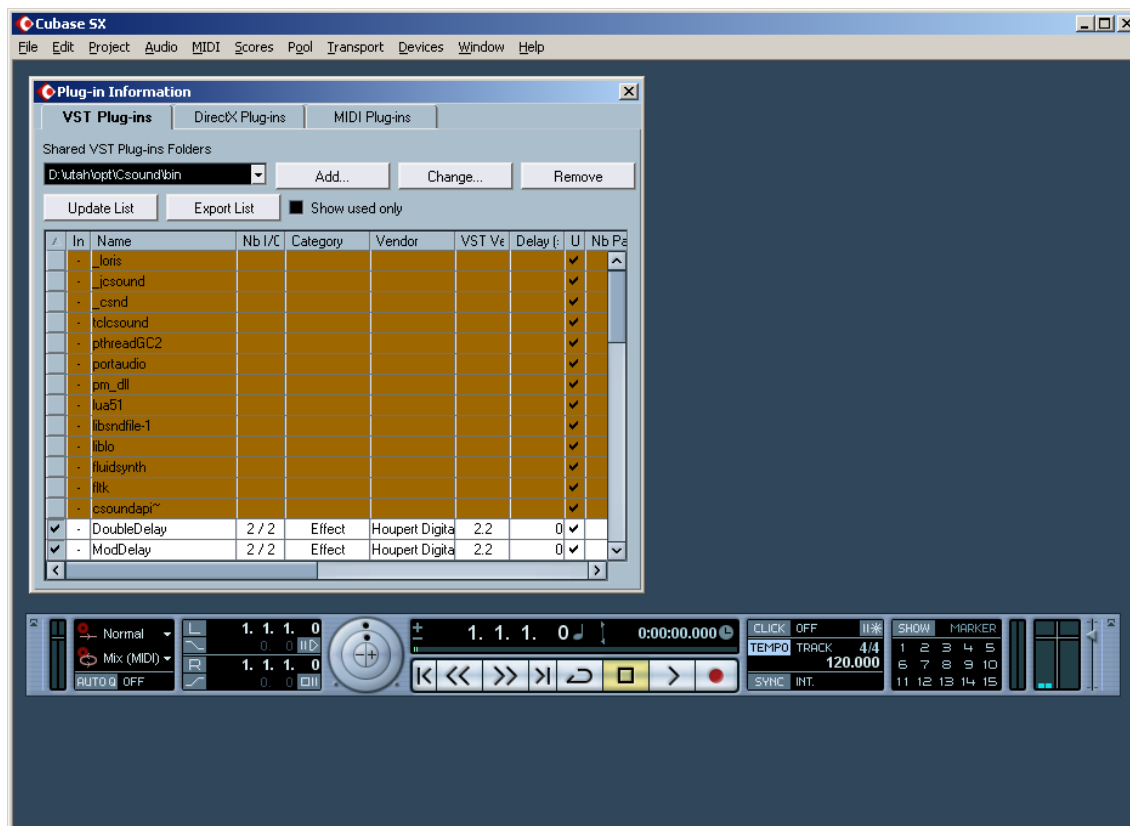 Cubase SX
File Edit Project Audio MIDI Scores Pool Transport Devices Window Help
Plug-in Information
VST Plug-ins DirectX Plug-ins MIDI Plug-ins
Shared VST Plug-ins Folders
D:\utah\opt\Csound\bin Add... Change... Remove
Update List Export List Show used only
In Name Nb I/C Category Vendor VST Ve Delay (: U Nb Pa
- _loris
- _jcsound
- _csnd
- tclcsound
- pthreadGC2
- portaudio
- pm_dll
- lua51
- libsndfile-1
- liblo
- fluidsynth
- fltk
- csoundapi~
- DoubleDelay 2 / 2 Effect Houpert Digita 2.2 0
- ModDelay 2 / 2 Effect Houpert Digita 2.2 0
Normal L 1. 1. 1. 0 1. 1. 1. 0 0:00:00.000 CLICK OFF SHOW MARKER
0. 0 TEMPO TRACK 4/4 1 2 3 4 5
Mix (MIDI) R 1. 1. 1. 0 120.000 6 7 8 9 10
AUTO Q OFF 0. 0 SYNC INT. 11 12 13 14 15